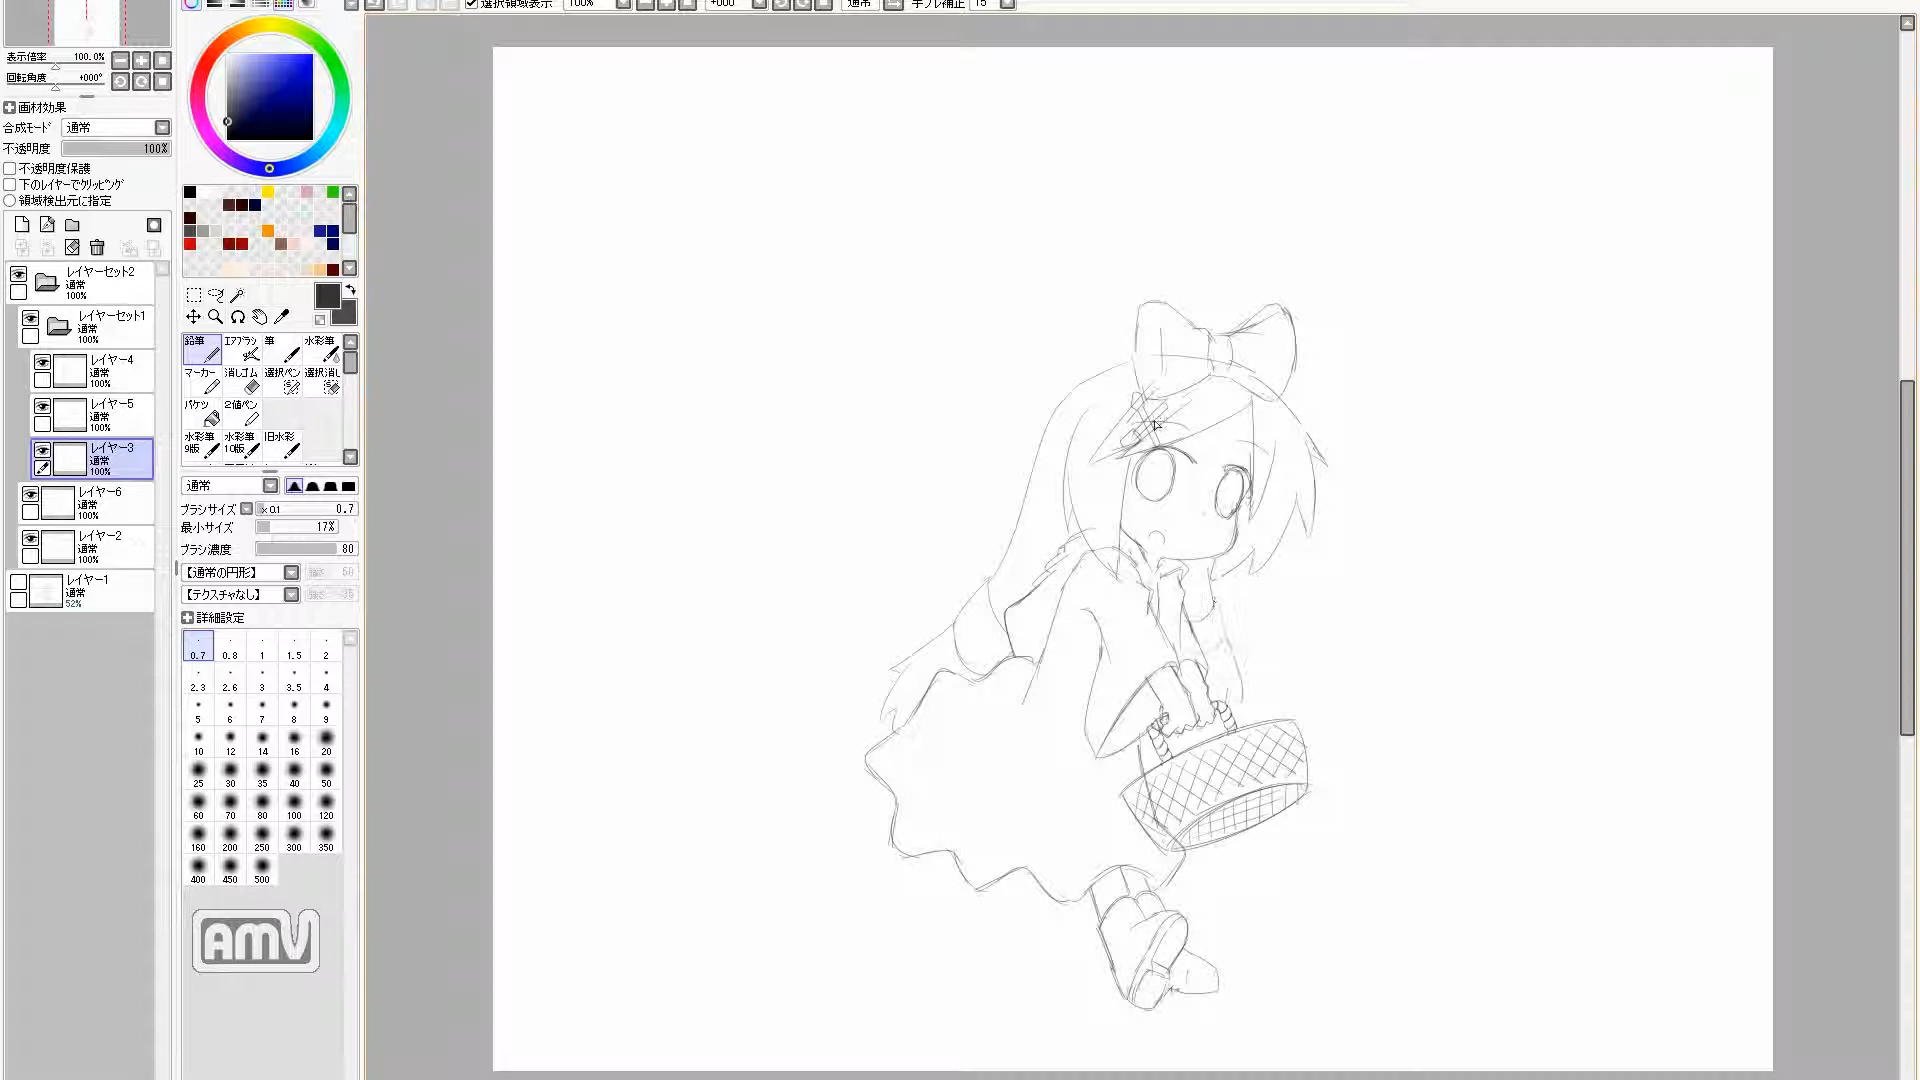 選択領域表示 100% +000° 通常 手ブレ補正 15
表示倍率 100.0%
回転角度 +000°
画材効果
合成モード 通常
不透明度 100%
不透明度保護
下のレイヤーでクリッピング
領域検出元に指定
レイヤーセット2
通常
100%
レイヤーセット1
通常
100%
レイヤー4
通常
100%
レイヤー5
通常
100%
レイヤー3
通常
100%
レイヤー6
通常
100%
レイヤー2
通常
100%
レイヤー1
通常
52%
鉛筆 エアブラシ 筆 水彩筆
マーカー 消しゴム 選択ペン 選択消し
バケツ 2値ペン
水彩筆 水彩筆 旧水彩
9版 10版
通常
ブラシサイズ x0.1 0.7
最小サイズ 17%
ブラシ濃度 80
【通常の円形】 強さ 50
【テクスチャなし】
詳細設定
0.7 0.8 1 1.5 2
2.3 2.6 3 3.5 4
5 6 7 8 9
10 12 14 16 20
25 30 35 40 50
60 70 80 100 120
160 200 250 300 350
400 450 500
AMV